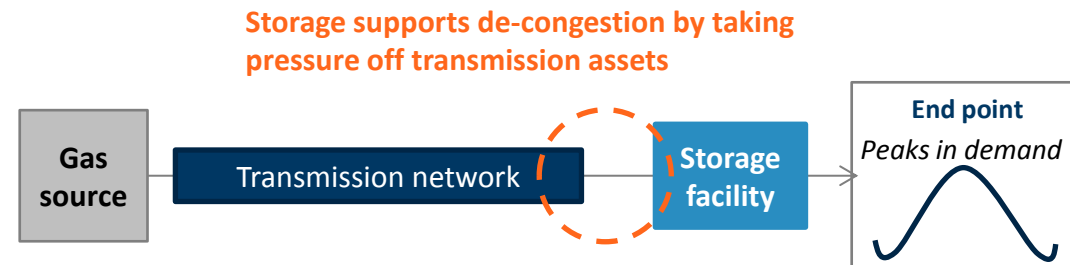 Storage supports de-congestion by taking
pressure off transmission assets
Gas
source
Transmission network
Storage
facility
End point
Peaks in demand